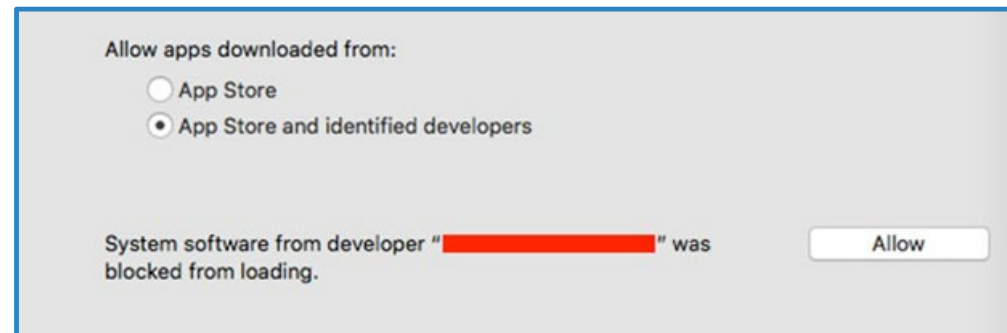 Allow apps downloaded from:
App Store
App Store and identified developers
System software from developer "                    " was
blocked from loading.
Allow